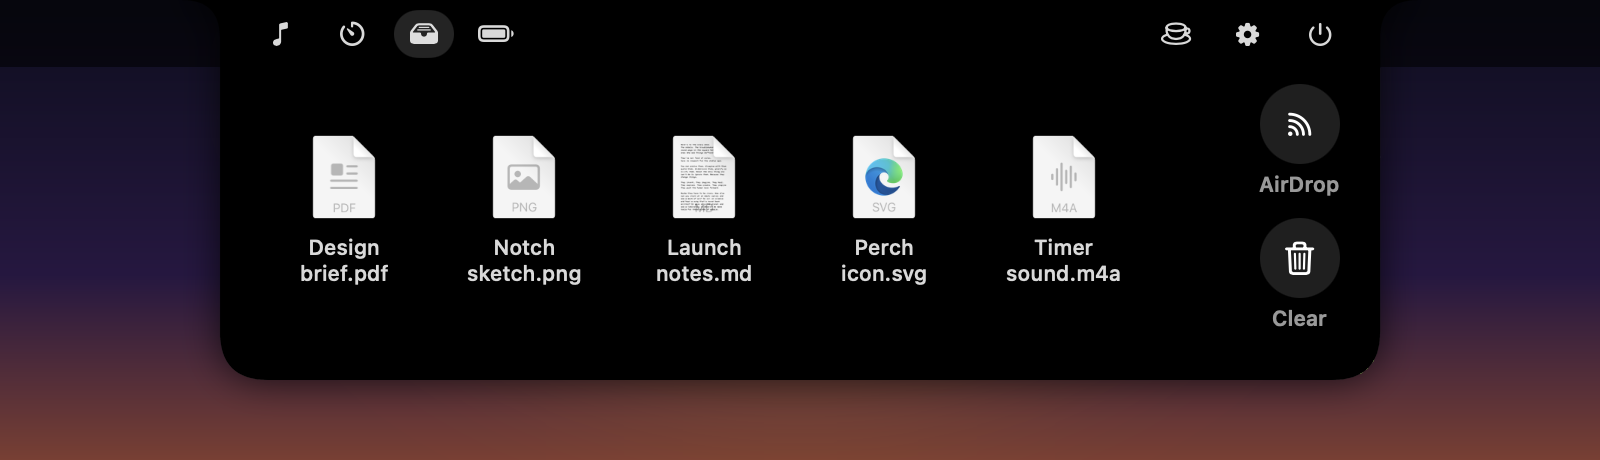 PDF
PNG
SVG
M4A
Design
brief.pdf
Notch
sketch.png
Launch
notes.md
Perch
icon.svg
Timer
sound.m4a
AirDrop
Clear